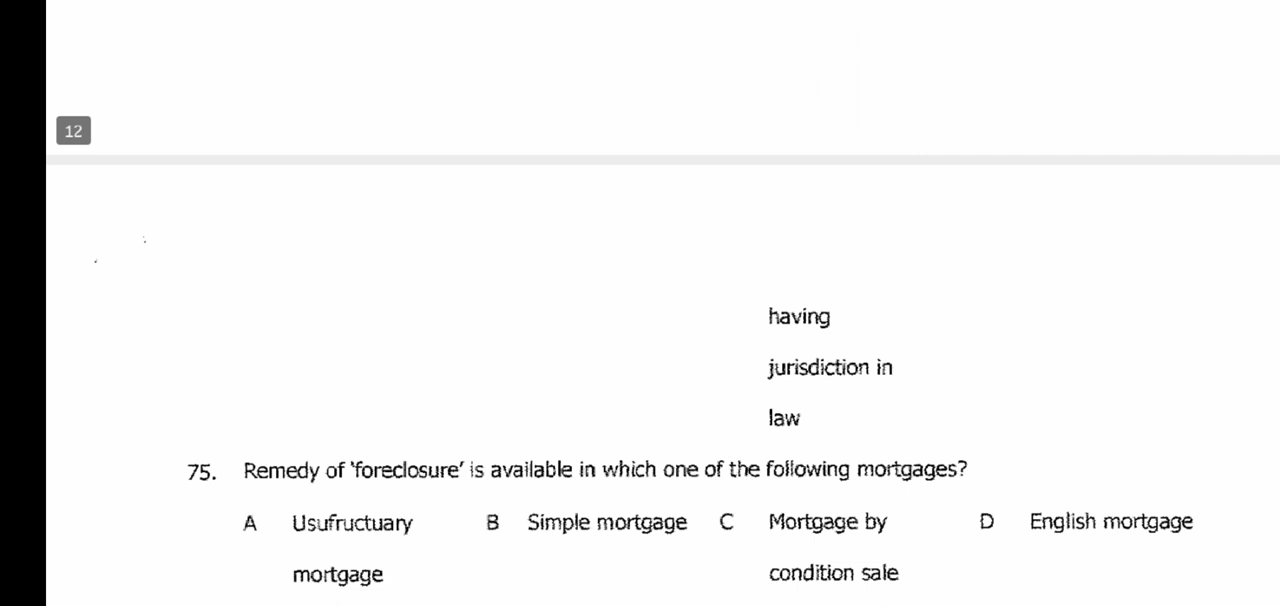 12
having
jurisdiction in
law
75. Remedy of 'foreclosure' is available in which one of the following mortgages?
A Usufructuary B Simple mortgage C Mortgage by D English mortgage
mortgage condition sale